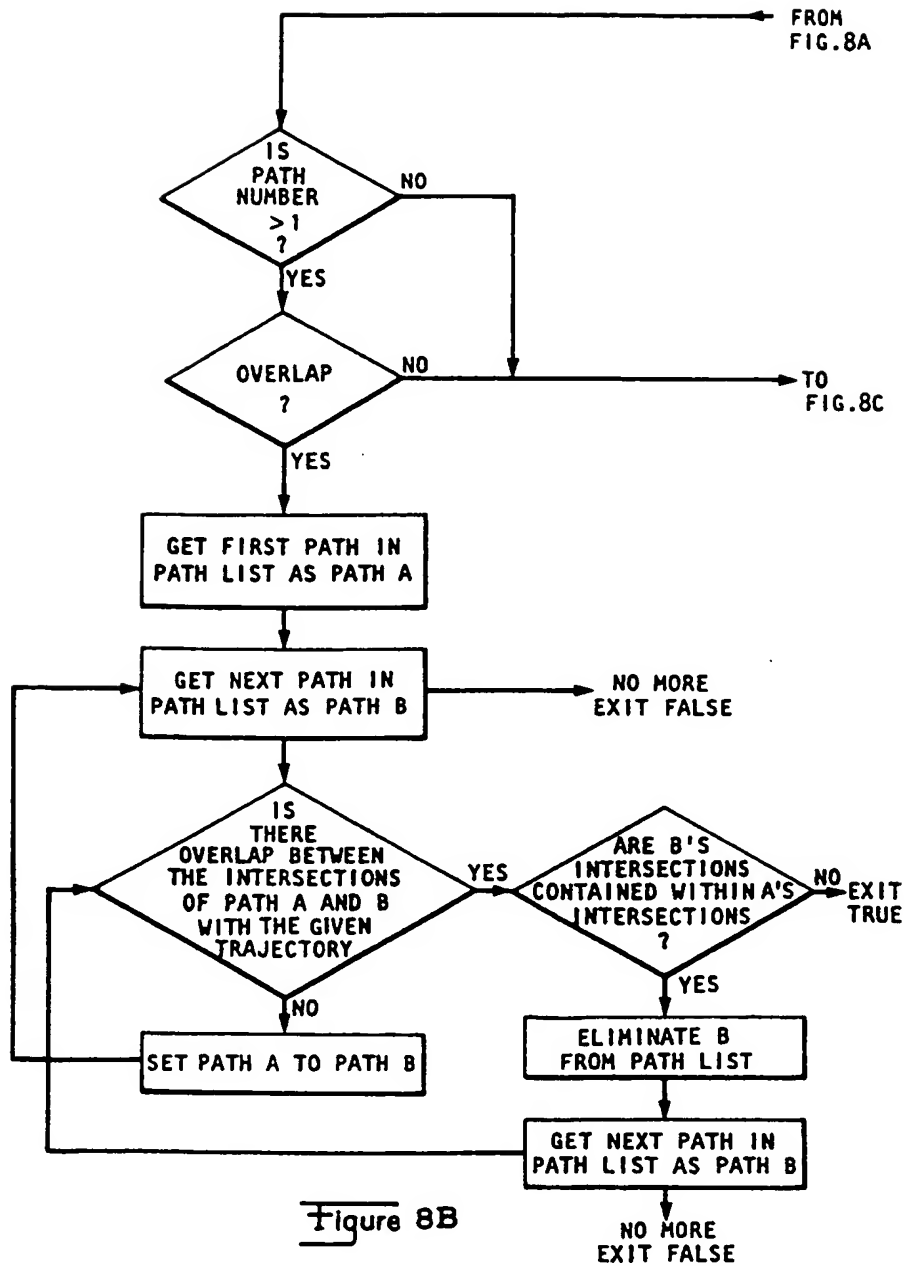 FROM
FIG.8A
IS
PATH
NUMBER
>1
?
NO
YES
OVERLAP
?
NO
TO
FIG.8C
YES
GET FIRST PATH IN
PATH LIST AS PATH A
GET NEXT PATH IN
PATH LIST AS PATH B
NO MORE
EXIT FALSE
IS
THERE
OVERLAP BETWEEN
THE INTERSECTIONS
OF PATH A AND B
WITH THE GIVEN
TRAJECTORY
YES
ARE B'S
INTERSECTIONS
CONTAINED WITHIN A'S
INTERSECTIONS
?
NO
EXIT
TRUE
NO
YES
SET PATH A TO PATH B
ELIMINATE B
FROM PATH LIST
GET NEXT PATH IN
PATH LIST AS PATH B
NO MORE
EXIT FALSE
Figure 8B